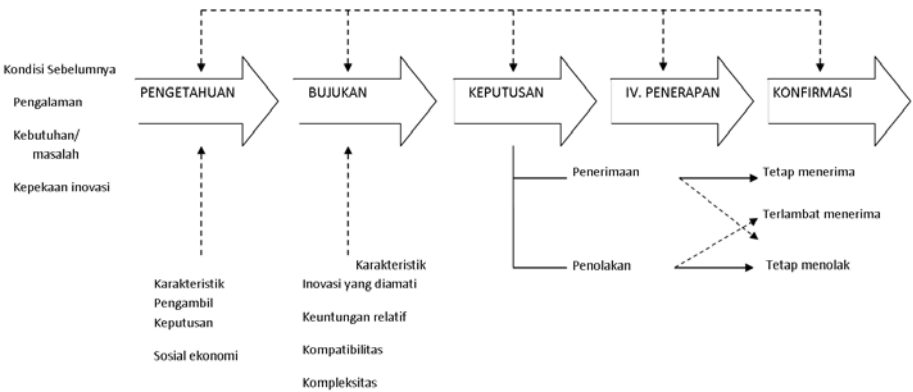 Kondisi Sebelumnya
Pengalaman
Kebutuhan/
masalah
Kepekaan inovasi
PENGETAHUAN
BUJUKAN
KEPUTUSAN
IV. PENERAPAN
KONFIRMASI
Penerimaan
Tetap menerima
Terlambat menerima
Penolakan
Tetap menolak
Karakteristik
Pengambil
Keputusan
Sosial ekonomi
Karakteristik
Inovasi yang diamati
Keuntungan relatif
Kompatibilitas
Kompleksitas